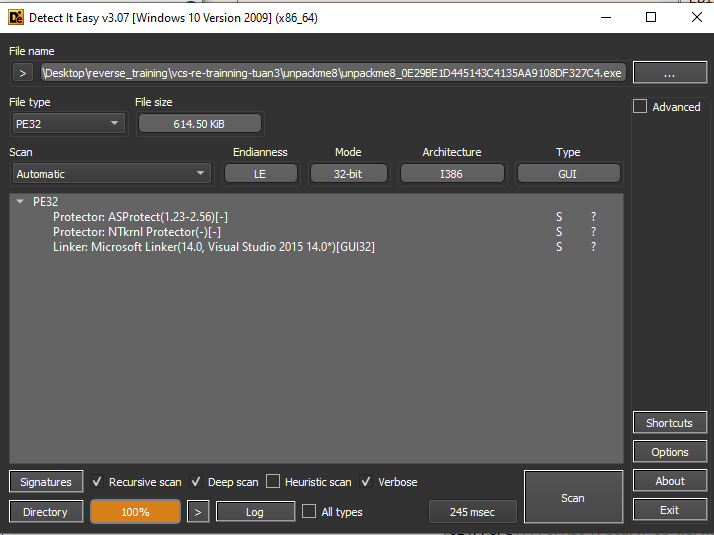 Detect It Easy v3.07 [Windows 10 Version 2009] (x86_64)
File name
> \Desktop\reverse_training\vcs-re-trainning-tuan3\unpackme8\unpackme8_0E29BE1D445143C4135AA9108DF327C4.exe ...
File type File size
PE32 614.50 KiB
Advanced
Scan Endianness Mode Architecture Type
Automatic LE 32-bit I386 GUI
PE32
Protector: ASProtect(1.23-2.56)[-] S ?
Protector: NTkrnl Protector(-)[-] S ?
Linker: Microsoft Linker(14.0, Visual Studio 2015 14.0*)[GUI32] S ?
Shortcuts
Options
Signatures Recursive scan Deep scan Heuristic scan Verbose
About
Scan
Directory 100% > Log All types 245 msec
Exit